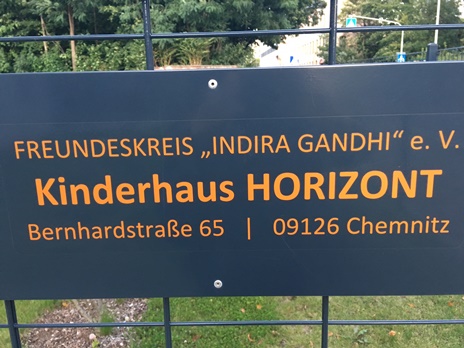 FREUNDESKREIS „INDIRA GANDHI“ e. V.
Kinderhaus HORIZONT
Bernhardstraße 65 | 09126 Chemnitz